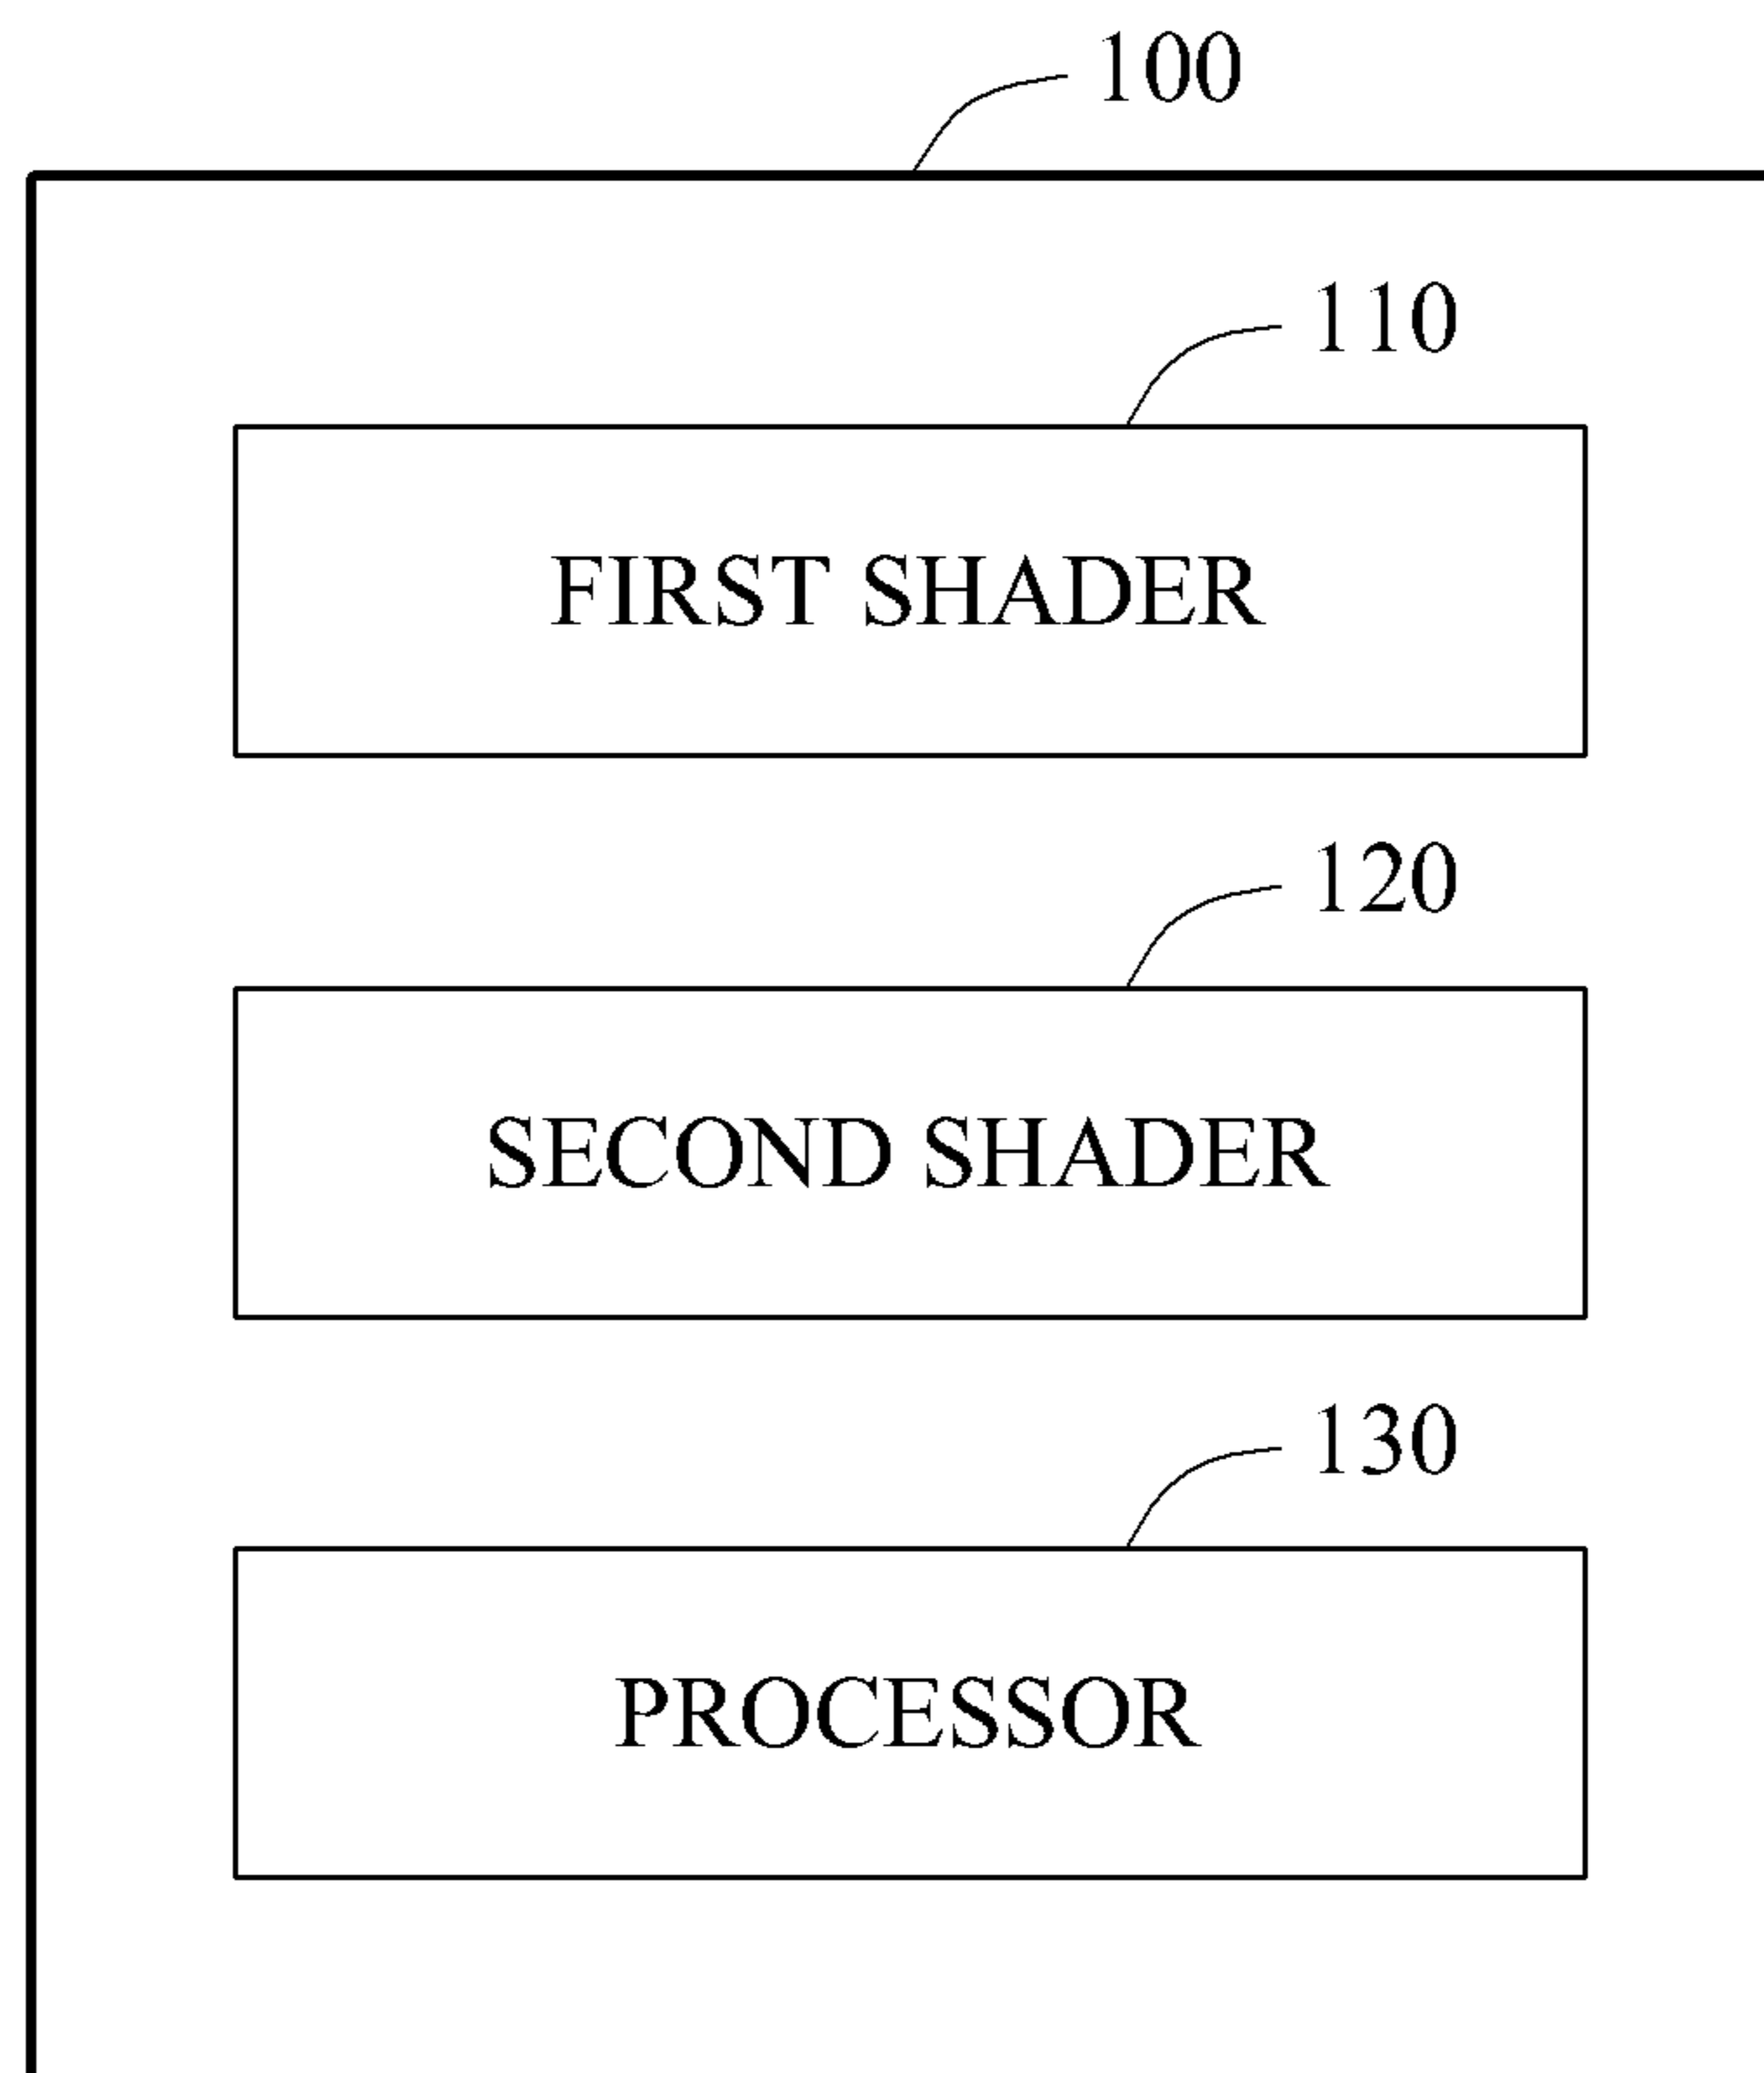 100
110
FIRST SHADER
120
SECOND SHADER
130
PROCESSOR